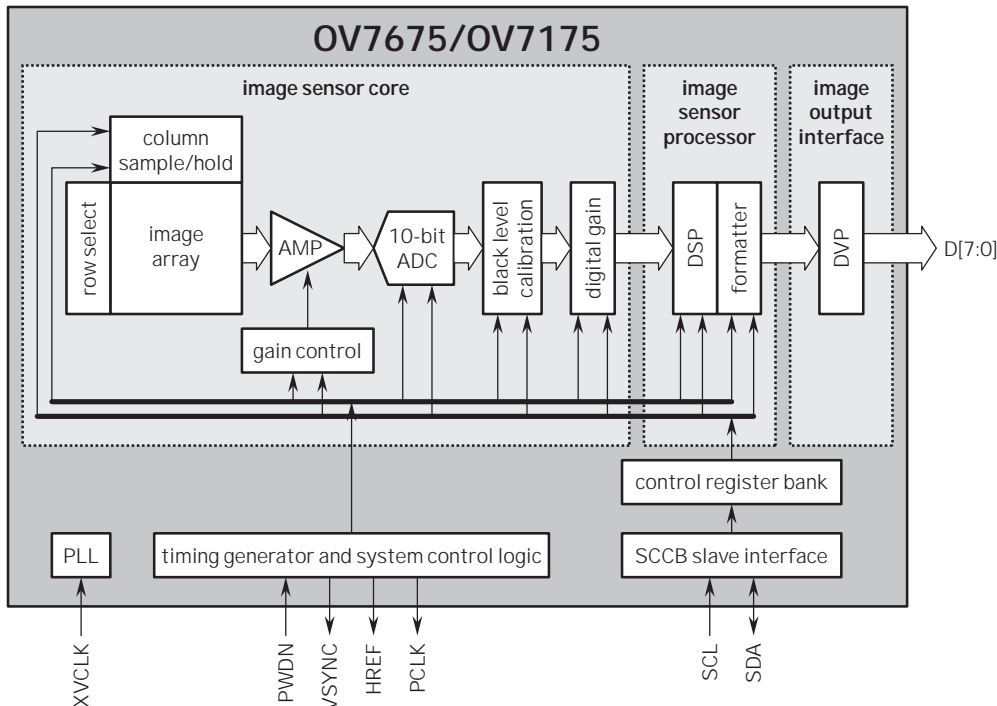 OV7675/OV7175
image sensor core
image
sensor
processor
image
output
interface
column
sample/hold
row select
image
array
AMP
10-bit
ADC
black level
calibration
digital gain
DSP
formatter
DVP
D[7:0]
gain control
control register bank
PLL
timing generator and system control logic
SCCB slave interface
XVCLK
PWDN
VSYNC
HREF
PCLK
SCL
SDA